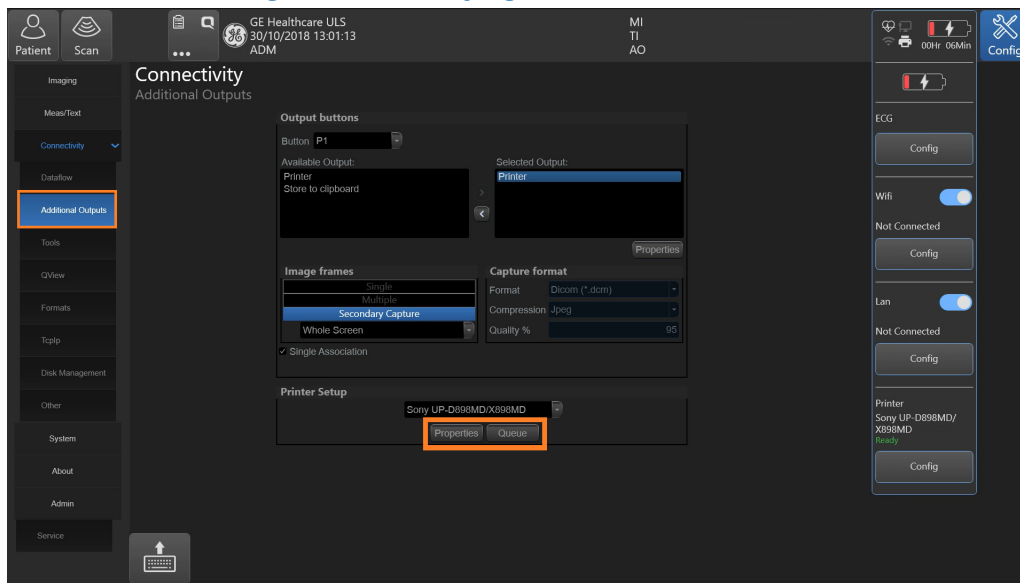 GE Healthcare ULS
30/10/2018 13:01:13
ADM
MI
TI
AO
Patient
Scan
00Hr 06Min
Config
Imaging
Meas/Text
Connectivity
Dataflow
Additional Outputs
Tools
QView
Formats
TcpIp
Disk Management
Other
System
About
Admin
Service
Connectivity
Additional Outputs
Output buttons
Button P1
Available Output:
Printer
Store to clipboard
Selected Output:
Printer
Properties
Image frames
Single
Multiple
Secondary Capture
Whole Screen
Single Association
Capture format
Format Dicom (*.dcm)
Compression Jpeg
Quality % 95
Printer Setup
Sony UP-D898MD/X898MD
Properties Queue
ECG
Config
Wifi
Not Connected
Config
Lan
Not Connected
Config
Printer
Sony UP-D898MD/
X898MD
Ready
Config